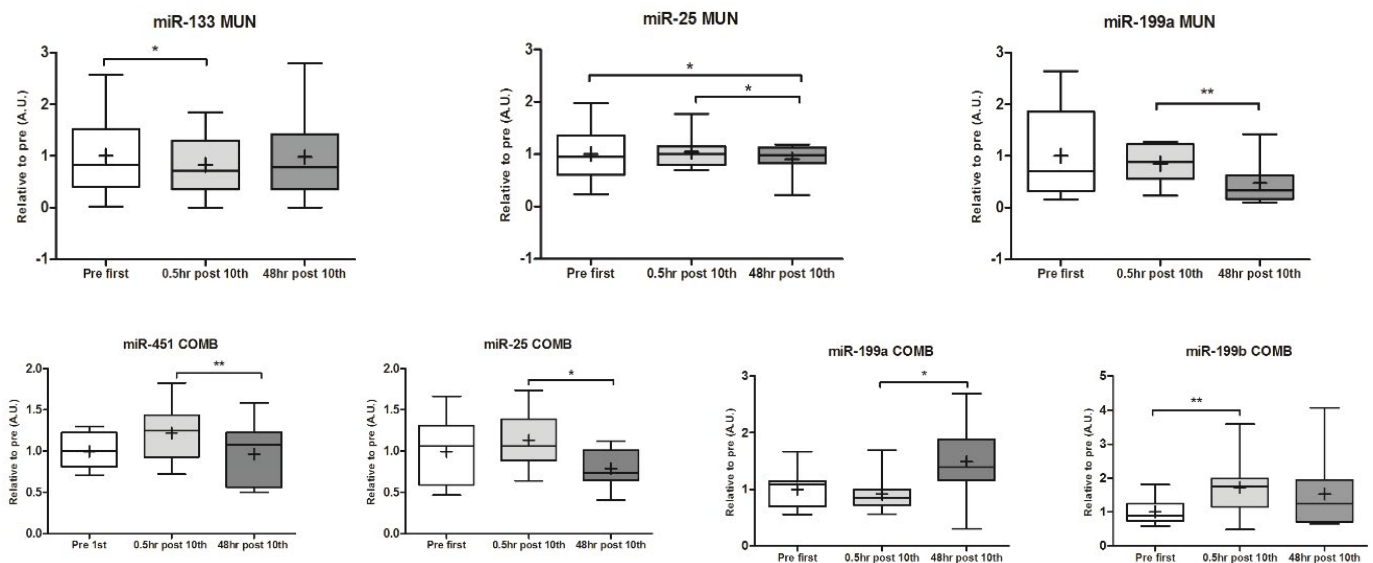 miR-133 MUN
Relative to pre (A.U.)
3
2
1
0
-1
*
Pre first 0.5hr post 10th 48hr post 10th
miR-25 MUN
Relative to pre (A.U.)
3
2
1
0
-1
*
*
Pre first 0.5hr post 10th 48hr post 10th
miR-199a MUN
Relative to pre (A.U.)
3
2
1
0
-1
**
Pre first 0.5hr post 10th 48hr post 10th
miR-451 COMB
Relative to pre (A.U.)
2.0
1.5
1.0
0.5
0.0
**
Pre 1st 0.5hr post 10th 48hr post 10th
miR-25 COMB
Relative to pre (A.U.)
2.0
1.5
1.0
0.5
0.0
*
Pre first 0.5hr post 10th 48hr post 10th
miR-199a COMB
Relative to pre (A.U.)
3
2
1
0
*
Pre first 0.5hr post 10th 48hr post 10th
miR-199b COMB
Relative to pre (A.U.)
5
4
3
2
1
0
**
Pre first 0.5hr post 10th 48hr post 10th